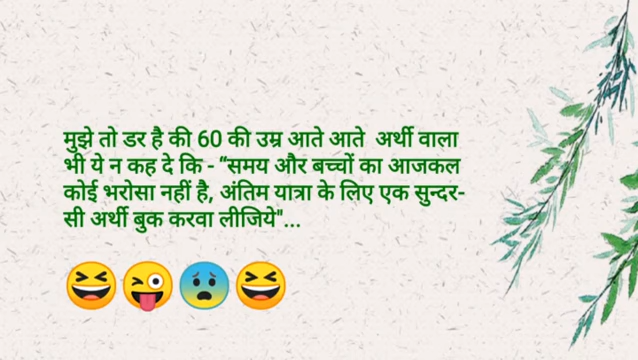 मुझे तो डर है की 60 की उम्र आते आते अर्थी वाला
भी ये न कह दे कि - "समय और बच्चों का आजकल
कोई भरोसा नहीं है, अंतिम यात्रा के लिए एक सुन्दर-
सी अर्थी बुक करवा लीजिये"...
😆😜😰😆